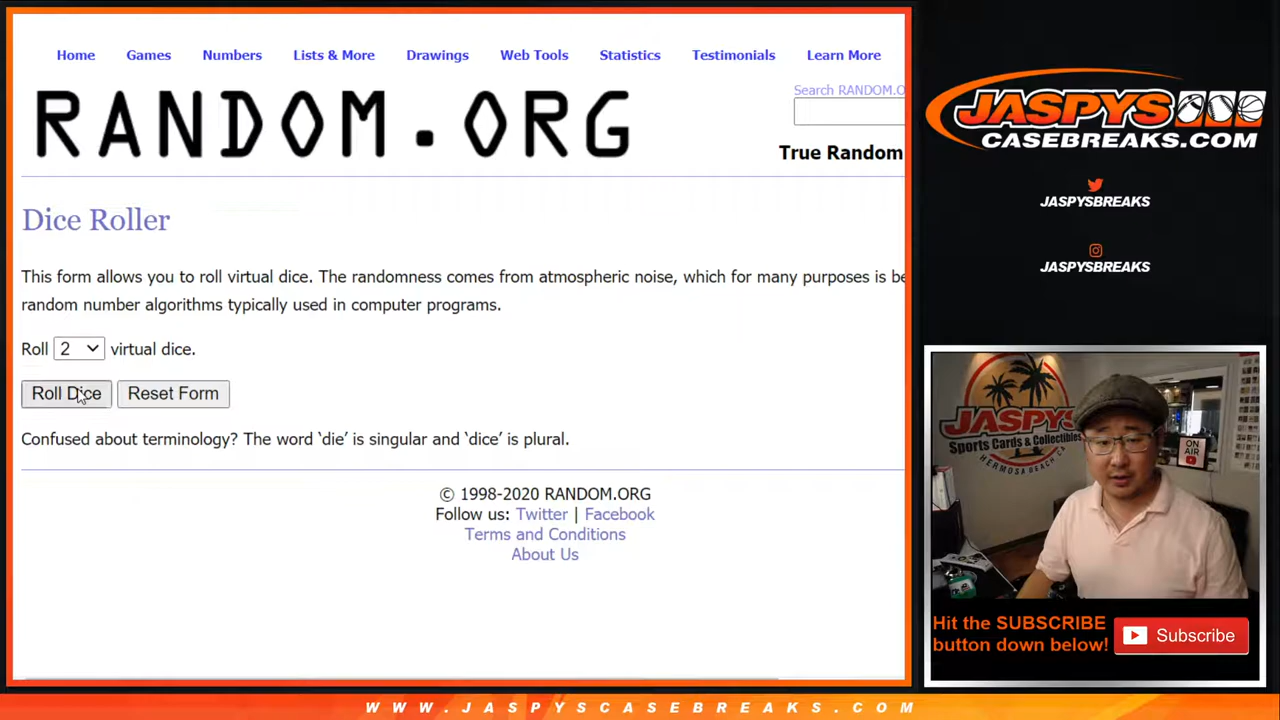 Home Games Numbers Lists & More Drawings Web Tools Statistics Testimonials Learn More
Search RANDOM.O
RANDOM.ORG
True Random
Dice Roller
This form allows you to roll virtual dice. The randomness comes from atmospheric noise, which for many purposes is be
random number algorithms typically used in computer programs.
Roll 2 virtual dice.
Roll Dice Reset Form
Confused about terminology? The word ‘die’ is singular and ‘dice’ is plural.
© 1998-2020 RANDOM.ORG
Follow us: Twitter | Facebook
Terms and Conditions
About Us
JASPYS
CASEBREAKS.COM
JASPYSBREAKS
JASPYSBREAKS
JASPYS
Sports Cards & Collectibles
HERMOSA BEACH CA
ON
AIR
Hit the SUBSCRIBE
button down below!
Subscribe
WWW.JASPYSCASEBREAKS.COM